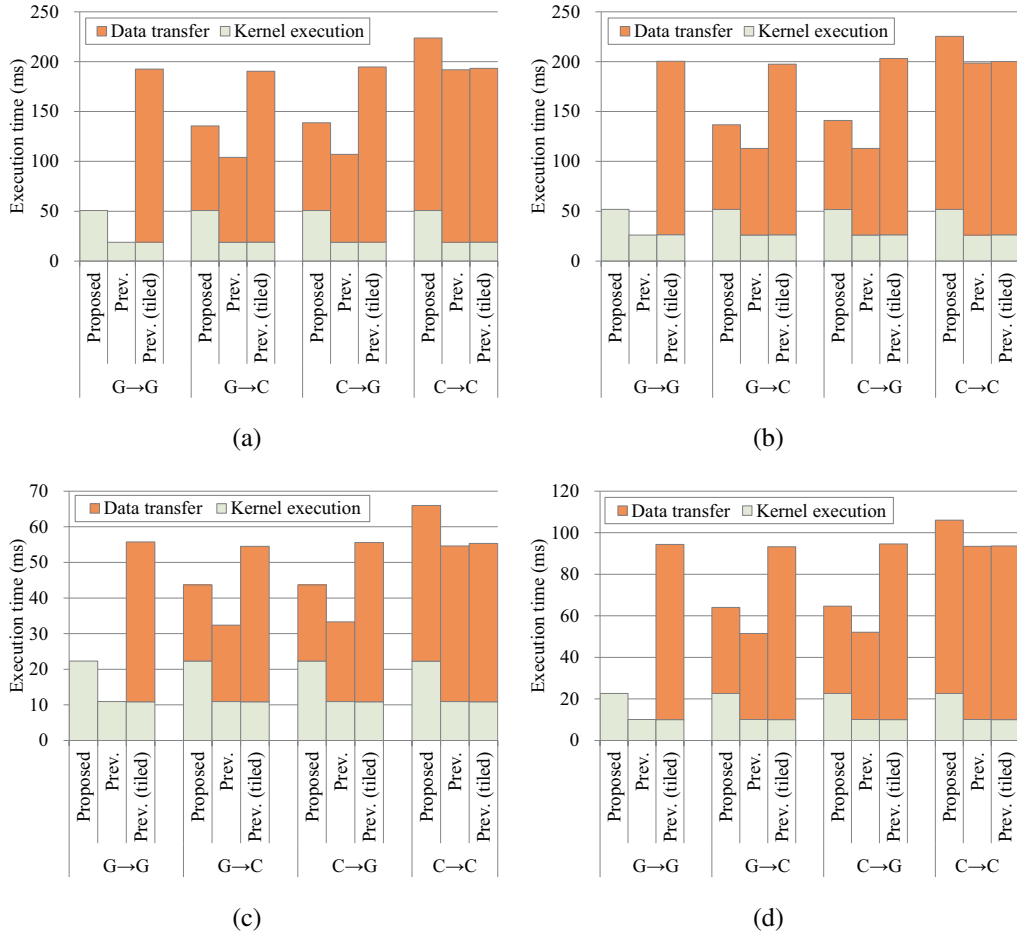 250
200
150
100
50
0
Execution time (ms)
Data transfer
Kernel execution
Proposed
Prev.
Prev. (tiled)
Proposed
Prev.
Prev. (tiled)
Proposed
Prev.
Prev. (tiled)
Proposed
Prev.
Prev. (tiled)
G→G
G→C
C→G
C→C
(a)
250
200
150
100
50
0
Execution time (ms)
Data transfer
Kernel execution
Proposed
Prev.
Prev. (tiled)
Proposed
Prev.
Prev. (tiled)
Proposed
Prev.
Prev. (tiled)
Proposed
Prev.
Prev. (tiled)
G→G
G→C
C→G
C→C
(b)
70
60
50
40
30
20
10
0
Execution time (ms)
Data transfer
Kernel execution
Proposed
Prev.
Prev. (tiled)
Proposed
Prev.
Prev. (tiled)
Proposed
Prev.
Prev. (tiled)
Proposed
Prev.
Prev. (tiled)
G→G
G→C
C→G
C→C
(c)
120
100
80
60
40
20
0
Execution time (ms)
Data transfer
Kernel execution
Proposed
Prev.
Prev. (tiled)
Proposed
Prev.
Prev. (tiled)
Proposed
Prev.
Prev. (tiled)
Proposed
Prev.
Prev. (tiled)
G→G
G→C
C→G
C→C
(d)